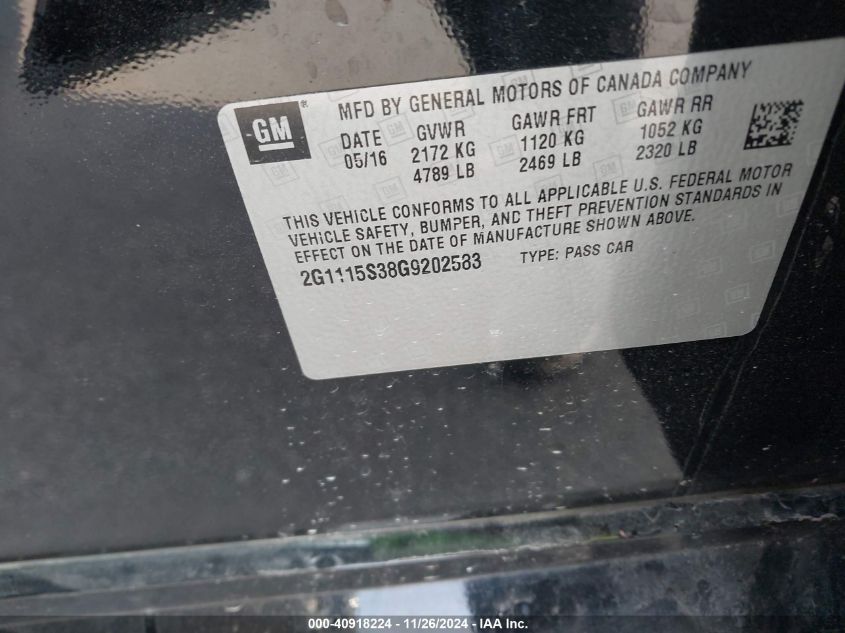 GM
MFD BY GENERAL MOTORS OF CANADA COMPANY
DATE GVWR GAWR FRT GAWR RR
05/16 2172 KG 1120 KG 1052 KG
4789 LB 2469 LB 2320 LB
THIS VEHICLE CONFORMS TO ALL APPLICABLE U.S. FEDERAL MOTOR
VEHICLE SAFETY, BUMPER, AND THEFT PREVENTION STANDARDS IN
EFFECT ON THE DATE OF MANUFACTURE SHOWN ABOVE.
2G1115S38G9202583 TYPE: PASS CAR
000-40918224 - 11/26/2024 - IAA Inc.